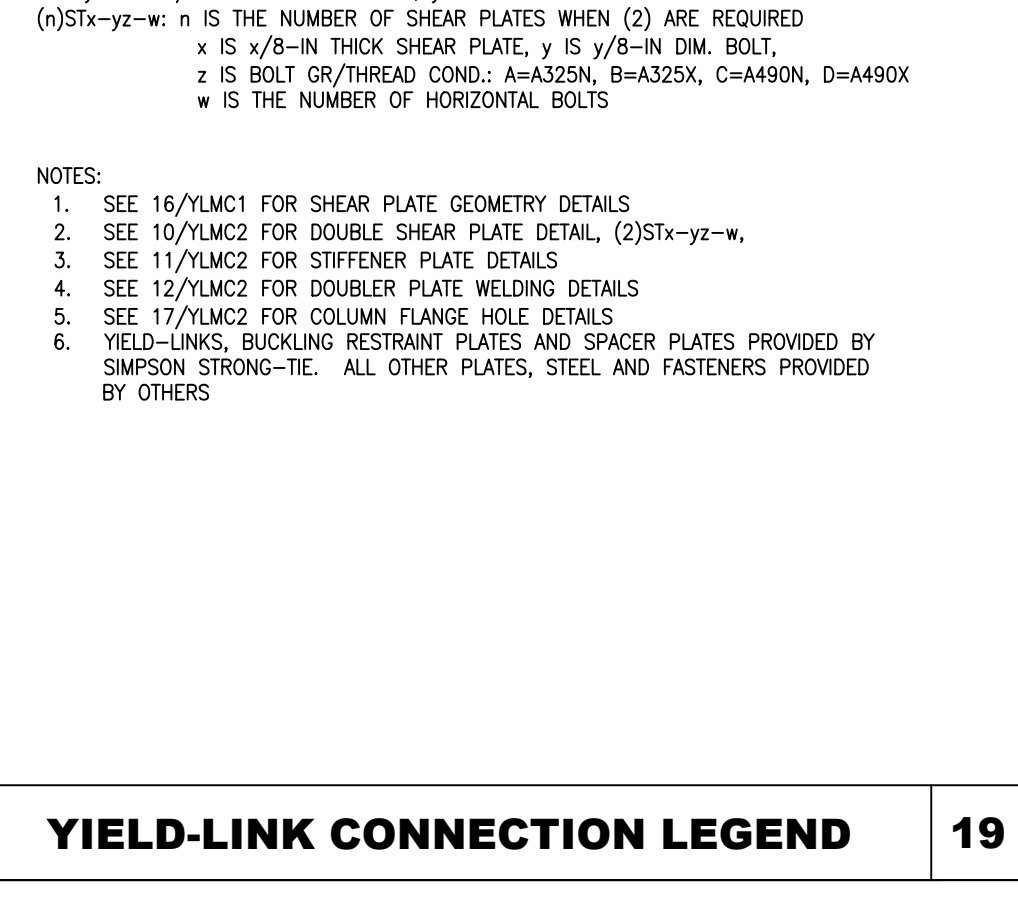 (n)STx-yz-w: n IS THE NUMBER OF SHEAR PLATES WHEN (2) ARE REQUIRED
x IS x/8-IN THICK SHEAR PLATE, y IS y/8-IN DIM. BOLT,
z IS BOLT GR/THREAD COND.: A=A325N, B=A325X, C=A490N, D=A490X
w IS THE NUMBER OF HORIZONTAL BOLTS
NOTES:
1. SEE 16/YLMC1 FOR SHEAR PLATE GEOMETRY DETAILS
2. SEE 10/YLMC2 FOR DOUBLE SHEAR PLATE DETAIL, (2)STx-yz-w,
3. SEE 11/YLMC2 FOR STIFFENER PLATE DETAILS
4. SEE 12/YLMC2 FOR DOUBLER PLATE WELDING DETAILS
5. SEE 17/YLMC2 FOR COLUMN FLANGE HOLE DETAILS
6. YIELD-LINKS, BUCKLING RESTRAINT PLATES AND SPACER PLATES PROVIDED BY
SIMPSON STRONG-TIE. ALL OTHER PLATES, STEEL AND FASTENERS PROVIDED
BY OTHERS
YIELD-LINK CONNECTION LEGEND 19